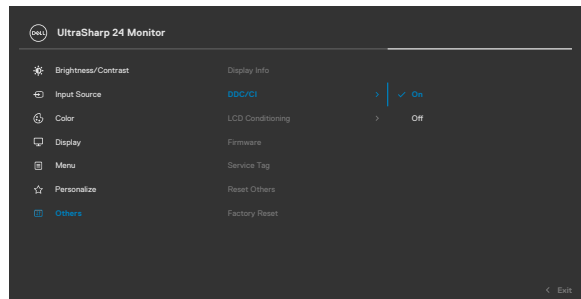 DELL UltraSharp 24 Monitor
Brightness/Contrast Display Info
Input Source DDC/CI > ✓ On
Color LCD Conditioning > Off
Display Firmware
Menu Service Tag
Personalize Reset Others
Others Factory Reset
< Exit